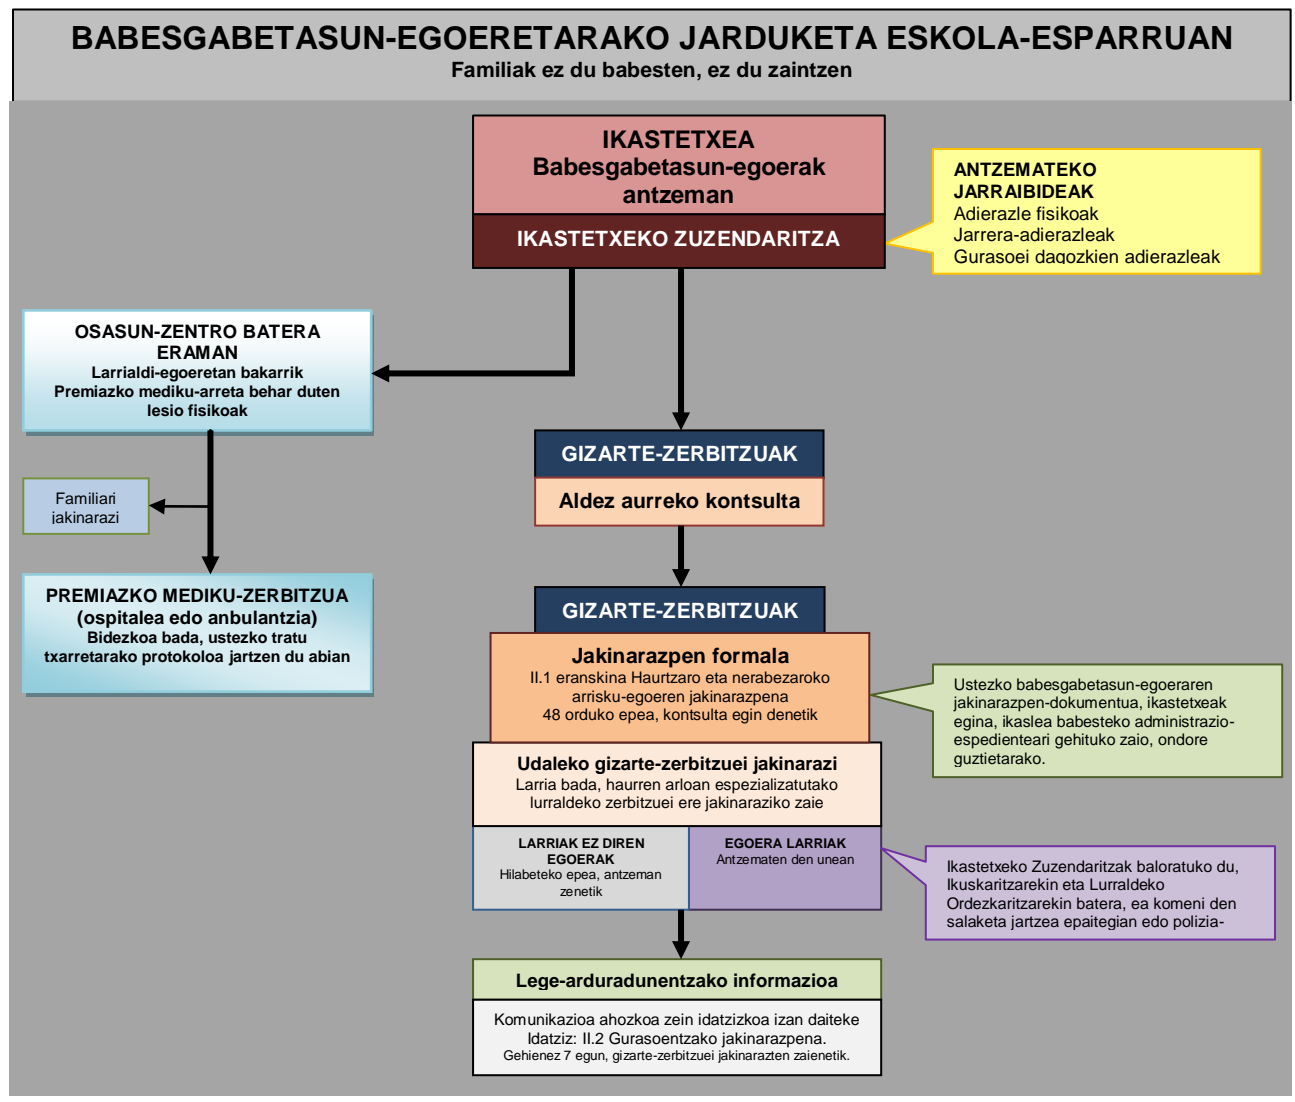 BABESGABETASUN-EGOERETARAKO JARDUKETA ESKOLA-ESPARRUAN
Familiak ez du babesten, ez du zaintzen
IKASTETXEA
Babesgabetasun-egoerak
antzeman
IKASTETXEKO ZUZENDARITZA
ANTZEMATEKO
JARRAIBIDEAK
Adierazle fisikoak
Jarrera-adierazleak
Gurasoei dagozkien adierazleak
OSASUN-ZENTRO BATERA
ERAMAN
Larrialdi-egoeretan bakarrik
Premiazko mediku-arreta behar duten
lesio fisikoak
GIZARTE-ZERBITZUAK
Aldez aurreko kontsulta
Familiari
jakinarazi
PREMIAZKO MEDIKU-ZERBITZUA
(ospitalea edo anbulantzia)
Bidezkoa bada, ustezko tratu
txarretarako protokoloa jartzen du abian
GIZARTE-ZERBITZUAK
Jakinarazpen formala
II.1 eranskina Haurtzaro eta nerabezaroko
arrisku-egoeren jakinarazpena
48 orduko epea, kontsulta egin denetik
Ustezko babesgabetasun-egoeraren
jakinarazpen-dokumentua, ikastetxeak
egina, ikaslea babesteko administrazio-
espedienteari gehituko zaio, ondore
guztietarako.
Udaleko gizarte-zerbitzuei jakinarazi
Larria bada, haurren arloan espezializatutako
lurraldeko zerbitzuei ere jakinaraziko zaie
LARRIAK EZ DIREN
EGOERAK
Hilabeteko epea, antzeman
zenetik
EGOERA LARRIAK
Antzematen den unean
Ikastetxeko Zuzendaritzak baloratuko du,
Ikuskaritzarekin eta Lurraldeko
Ordezkaritzarekin batera, ea komeni den
salaketa jartzea epaitegian edo polizia-
Lege-arduradunentzako informazioa
Komunikazioa ahozkoa zein idatzizkoa izan daiteke
Idatziz: II.2 Gurasoentzako jakinarazpena.
Gehienez 7 egun, gizarte-zerbitzuei jakinarazten zaienetik.